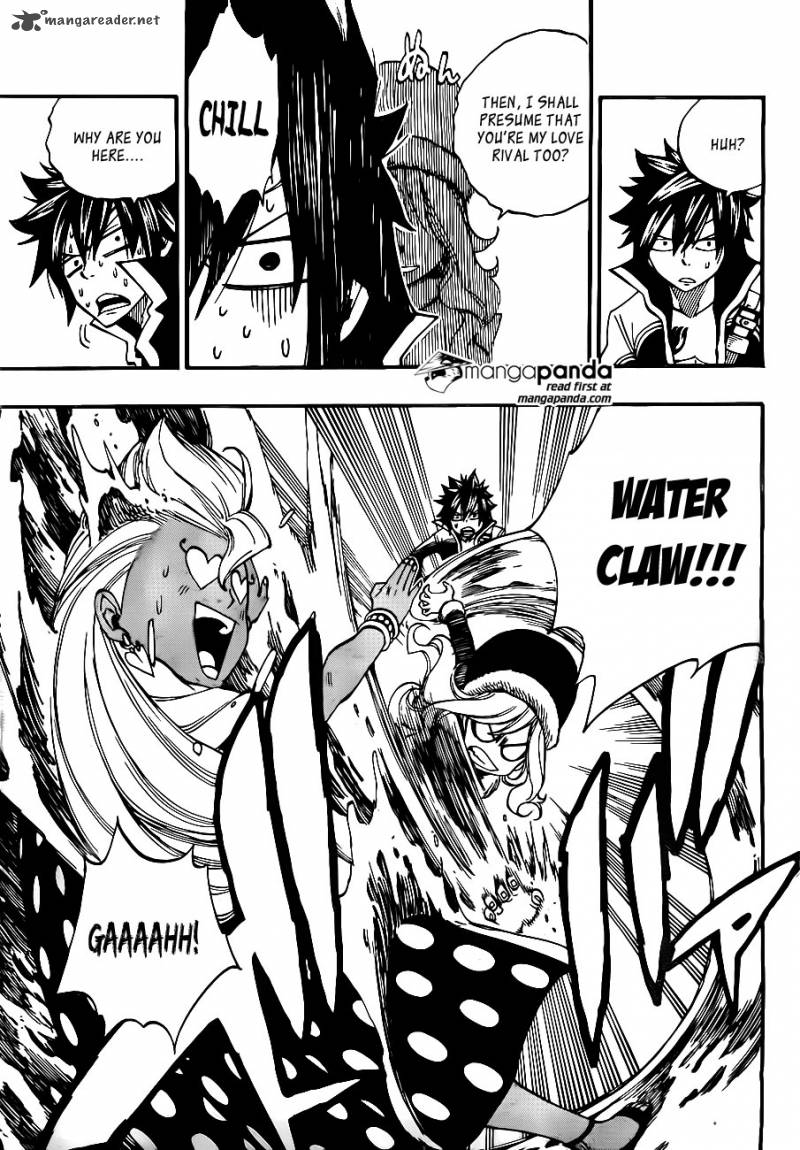 mangareader.net
HUH?
THEN, I SHALL
PRESUME THAT
YOU'RE MY LOVE
RIVAL TOO?
ぬぅん
CHILL
WHY ARE YOU
HERE....
mangapanda
read first at
mangapanda.com
WATER
CLAW!!!
GAAAAHH!